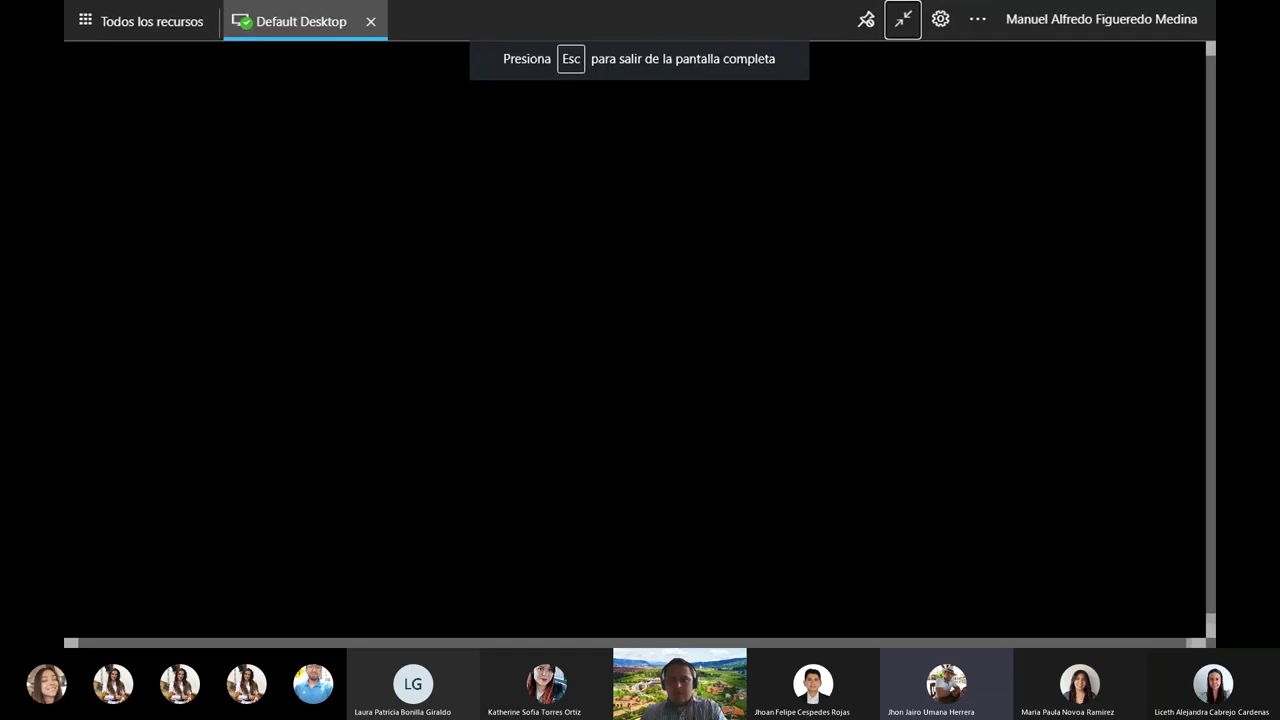 Todos los recursos
Default Desktop
Manuel Alfredo Figueredo Medina
Presiona Esc para salir de la pantalla completa
LG
Laura Patricia Bonilla Giraldo
Katherine Sofia Torres Ortiz
Jhoan Felipe Cespedes Rojas
Jhon Jairo Umana Herrera
Maria Paula Novoa Ramirez
Liceth Alejandra Cabrejo Cardenas